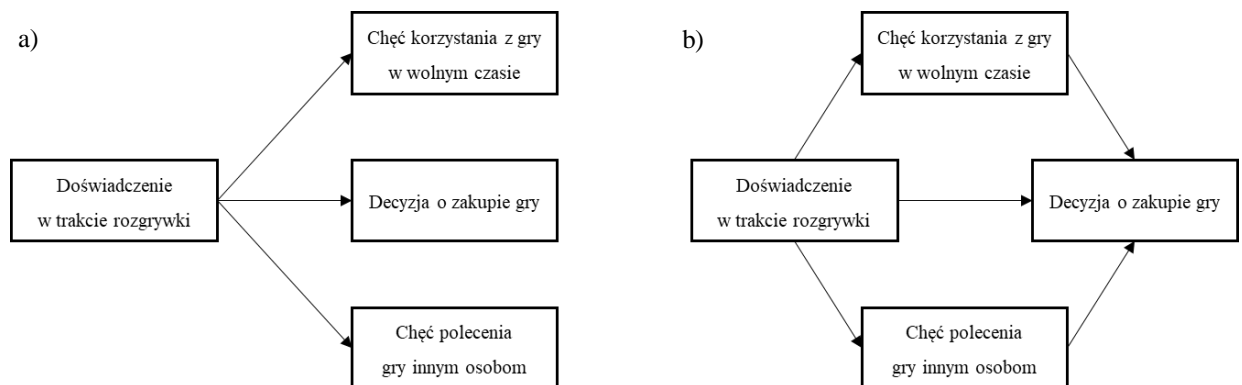 a)
Chęć korzystania z gry
w wolnym czasie
Doświadczenie
w trakcie rozgrywki
Decyzja o zakupie gry
Chęć polecenia
gry innym osobom
b)
Chęć korzystania z gry
w wolnym czasie
Doświadczenie
w trakcie rozgrywki
Decyzja o zakupie gry
Chęć polecenia
gry innym osobom